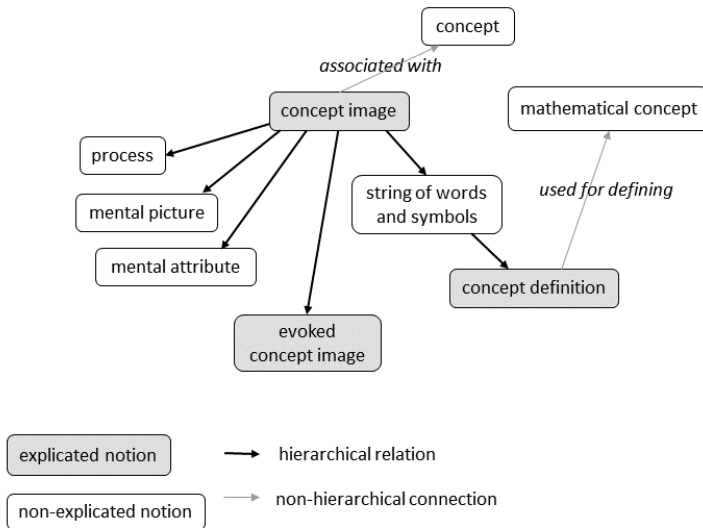 concept
associated with
concept image
mathematical concept
process
string of words
and symbols
used for defining
mental picture
mental attribute
concept definition
evoked
concept image
explicated notion
hierarchical relation
non-explicated notion
non-hierarchical connection